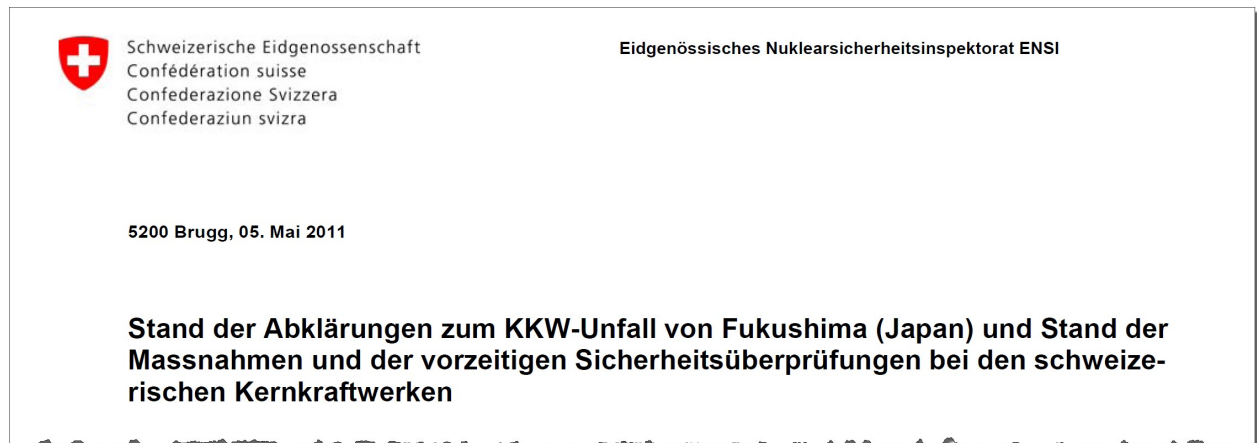 Schweizerische Eidgenossenschaft
Confédération suisse
Confederazione Svizzera
Confederaziun svizra
Eidgenössisches Nuklearsicherheitsinspektorat ENSI
5200 Brugg, 05. Mai 2011
Stand der Abklärungen zum KKW-Unfall von Fukushima (Japan) und Stand der
Massnahmen und der vorzeitigen Sicherheitsüberprüfungen bei den schweize-
rischen Kernkraftwerken